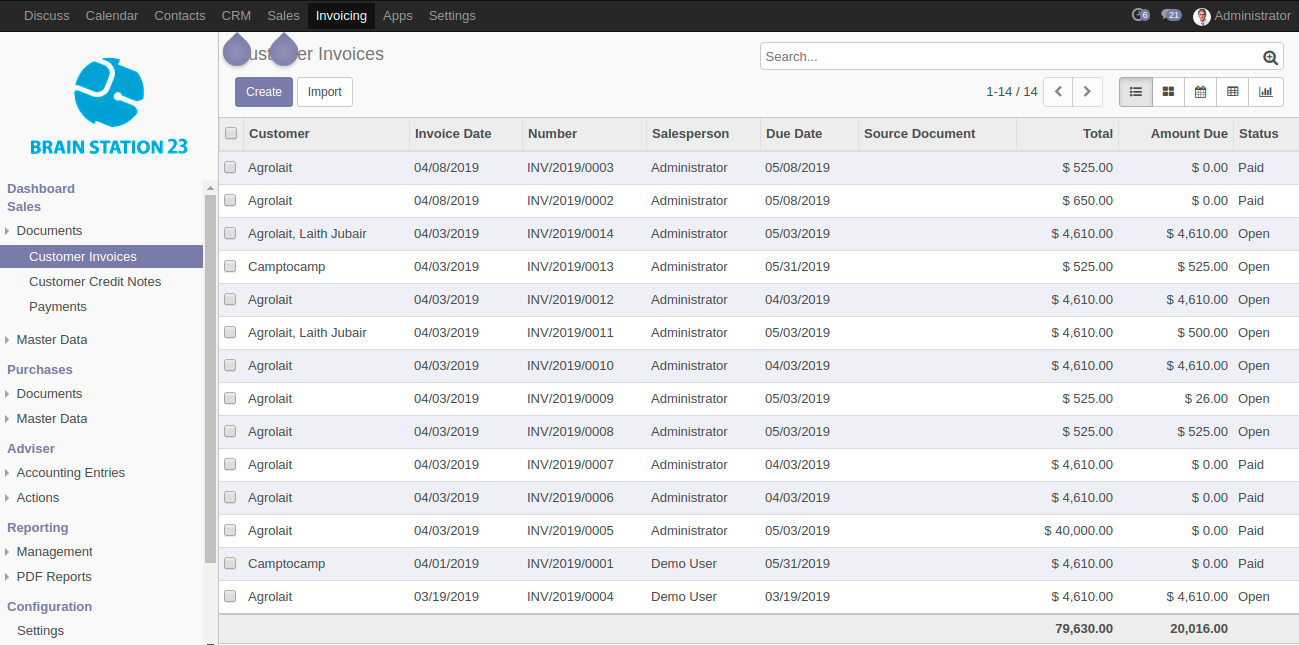 Discuss Calendar Contacts CRM Sales Invoicing Apps Settings 6 21 Administrator
BRAIN STATION 23
Dashboard
Sales
Documents
Customer Invoices
Customer Credit Notes
Payments
Master Data
Purchases
Documents
Master Data
Adviser
Accounting Entries
Actions
Reporting
Management
PDF Reports
Configuration
Settings
Invoices
Search...
Create Import 1-14 / 14
Customer Invoice Date Number Salesperson Due Date Source Document Total Amount Due Status
Agrolait 04/08/2019 INV/2019/0003 Administrator 05/08/2019 $ 525.00 $ 0.00 Paid
Agrolait 04/08/2019 INV/2019/0002 Administrator 05/08/2019 $ 650.00 $ 0.00 Paid
Agrolait, Laith Jubair 04/03/2019 INV/2019/0014 Administrator 05/03/2019 $ 4,610.00 $ 4,610.00 Open
Camptocamp 04/03/2019 INV/2019/0013 Administrator 05/31/2019 $ 525.00 $ 525.00 Open
Agrolait 04/03/2019 INV/2019/0012 Administrator 04/03/2019 $ 4,610.00 $ 4,610.00 Open
Agrolait, Laith Jubair 04/03/2019 INV/2019/0011 Administrator 05/03/2019 $ 4,610.00 $ 500.00 Open
Agrolait 04/03/2019 INV/2019/0010 Administrator 04/03/2019 $ 4,610.00 $ 4,610.00 Open
Agrolait 04/03/2019 INV/2019/0009 Administrator 05/03/2019 $ 525.00 $ 26.00 Open
Agrolait 04/03/2019 INV/2019/0008 Administrator 05/03/2019 $ 525.00 $ 525.00 Open
Agrolait 04/03/2019 INV/2019/0007 Administrator 04/03/2019 $ 4,610.00 $ 0.00 Paid
Agrolait 04/03/2019 INV/2019/0006 Administrator 04/03/2019 $ 4,610.00 $ 0.00 Paid
Agrolait 04/03/2019 INV/2019/0005 Administrator 05/03/2019 $ 40,000.00 $ 0.00 Paid
Camptocamp 04/01/2019 INV/2019/0001 Demo User 05/31/2019 $ 4,610.00 $ 0.00 Paid
Agrolait 03/19/2019 INV/2019/0004 Demo User 03/19/2019 $ 4,610.00 $ 4,610.00 Open
79,630.00 20,016.00